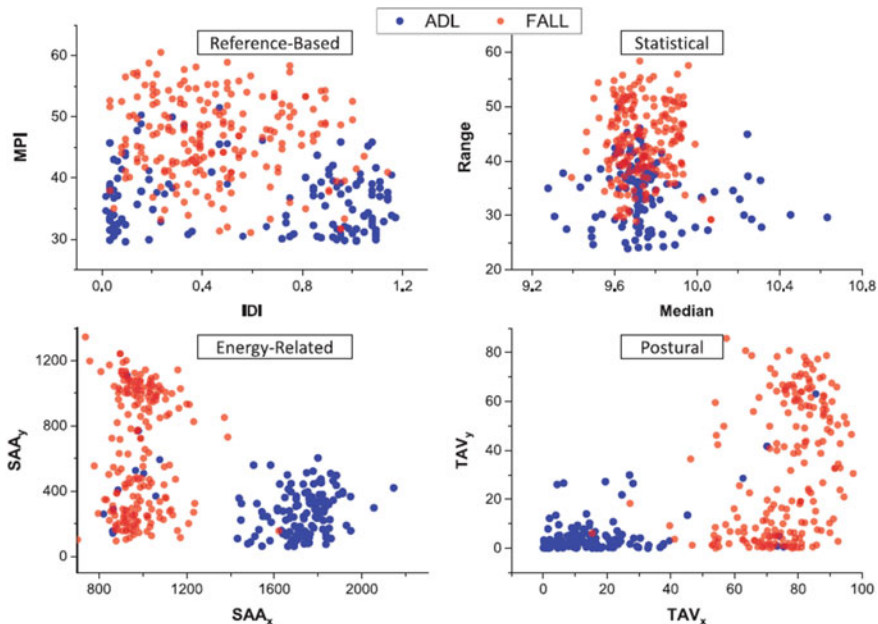 ADL FALL
Reference-Based
MPI
60
50
40
30
0.0 0.4 0.8 1.2
IDI
Statistical
Range
60
50
40
30
20
9.2 9.6 10.0 10.4 10.8
Median
Energy-Related
SAAy
1200
900
600
300
0
800 1200 1600 2000
SAAx
Postural
TAVy
80
60
40
20
0
0 20 40 60 80 100
TAVx